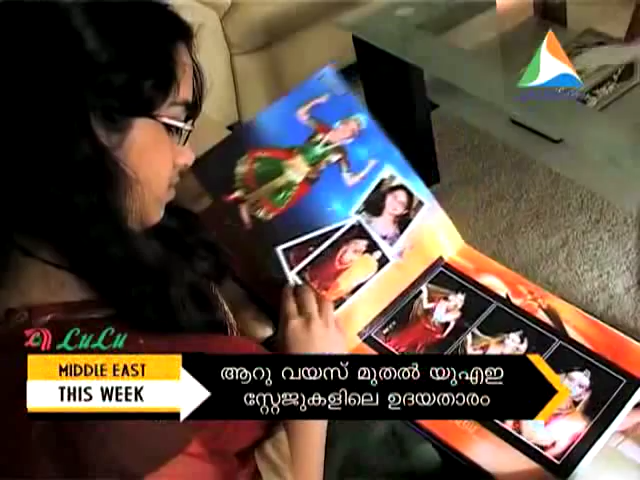 LuLu
MIDDLE EAST
THIS WEEK
ആറു വയസ് മുതൽ യുഎഇ
സ്റ്റേജുകളിലെ ഉദയതാരം